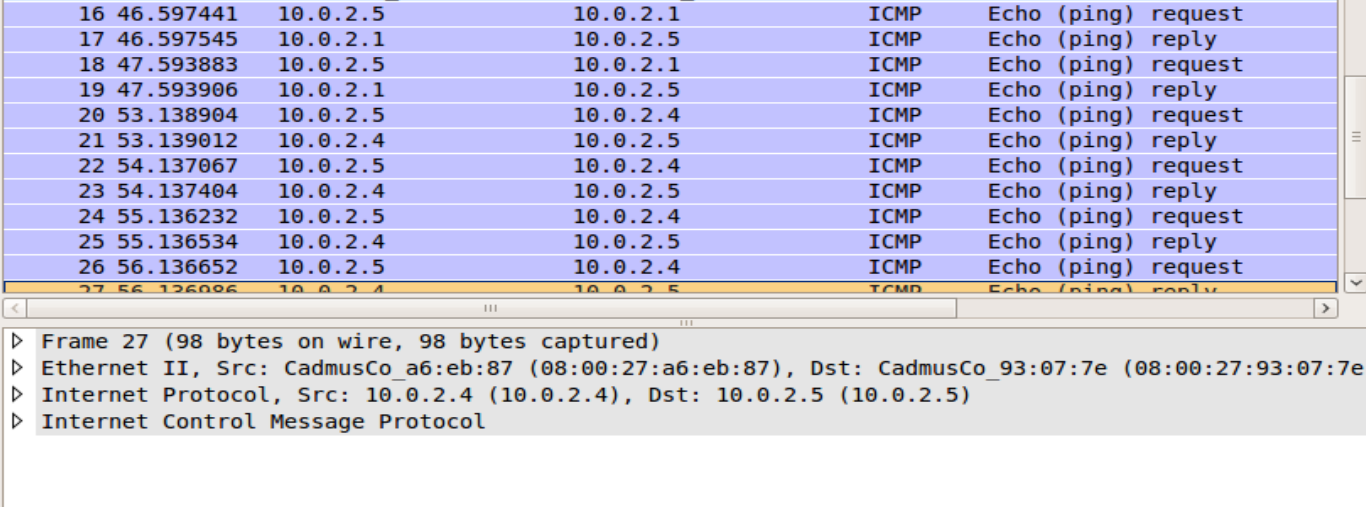 16 46.597441 10.0.2.5 10.0.2.1 ICMP Echo (ping) request
17 46.597545 10.0.2.1 10.0.2.5 ICMP Echo (ping) reply
18 47.593883 10.0.2.5 10.0.2.1 ICMP Echo (ping) request
19 47.593906 10.0.2.1 10.0.2.5 ICMP Echo (ping) reply
20 53.138904 10.0.2.5 10.0.2.4 ICMP Echo (ping) request
21 53.139012 10.0.2.4 10.0.2.5 ICMP Echo (ping) reply
22 54.137067 10.0.2.5 10.0.2.4 ICMP Echo (ping) request
23 54.137404 10.0.2.4 10.0.2.5 ICMP Echo (ping) reply
24 55.136232 10.0.2.5 10.0.2.4 ICMP Echo (ping) request
25 55.136534 10.0.2.4 10.0.2.5 ICMP Echo (ping) reply
26 56.136652 10.0.2.5 10.0.2.4 ICMP Echo (ping) request
27 56.136986 10.0.2.4 10.0.2.5 ICMP Echo (ping) reply
Frame 27 (98 bytes on wire, 98 bytes captured)
Ethernet II, Src: CadmusCo_a6:eb:87 (08:00:27:a6:eb:87), Dst: CadmusCo_93:07:7e (08:00:27:93:07:7e
Internet Protocol, Src: 10.0.2.4 (10.0.2.4), Dst: 10.0.2.5 (10.0.2.5)
Internet Control Message Protocol